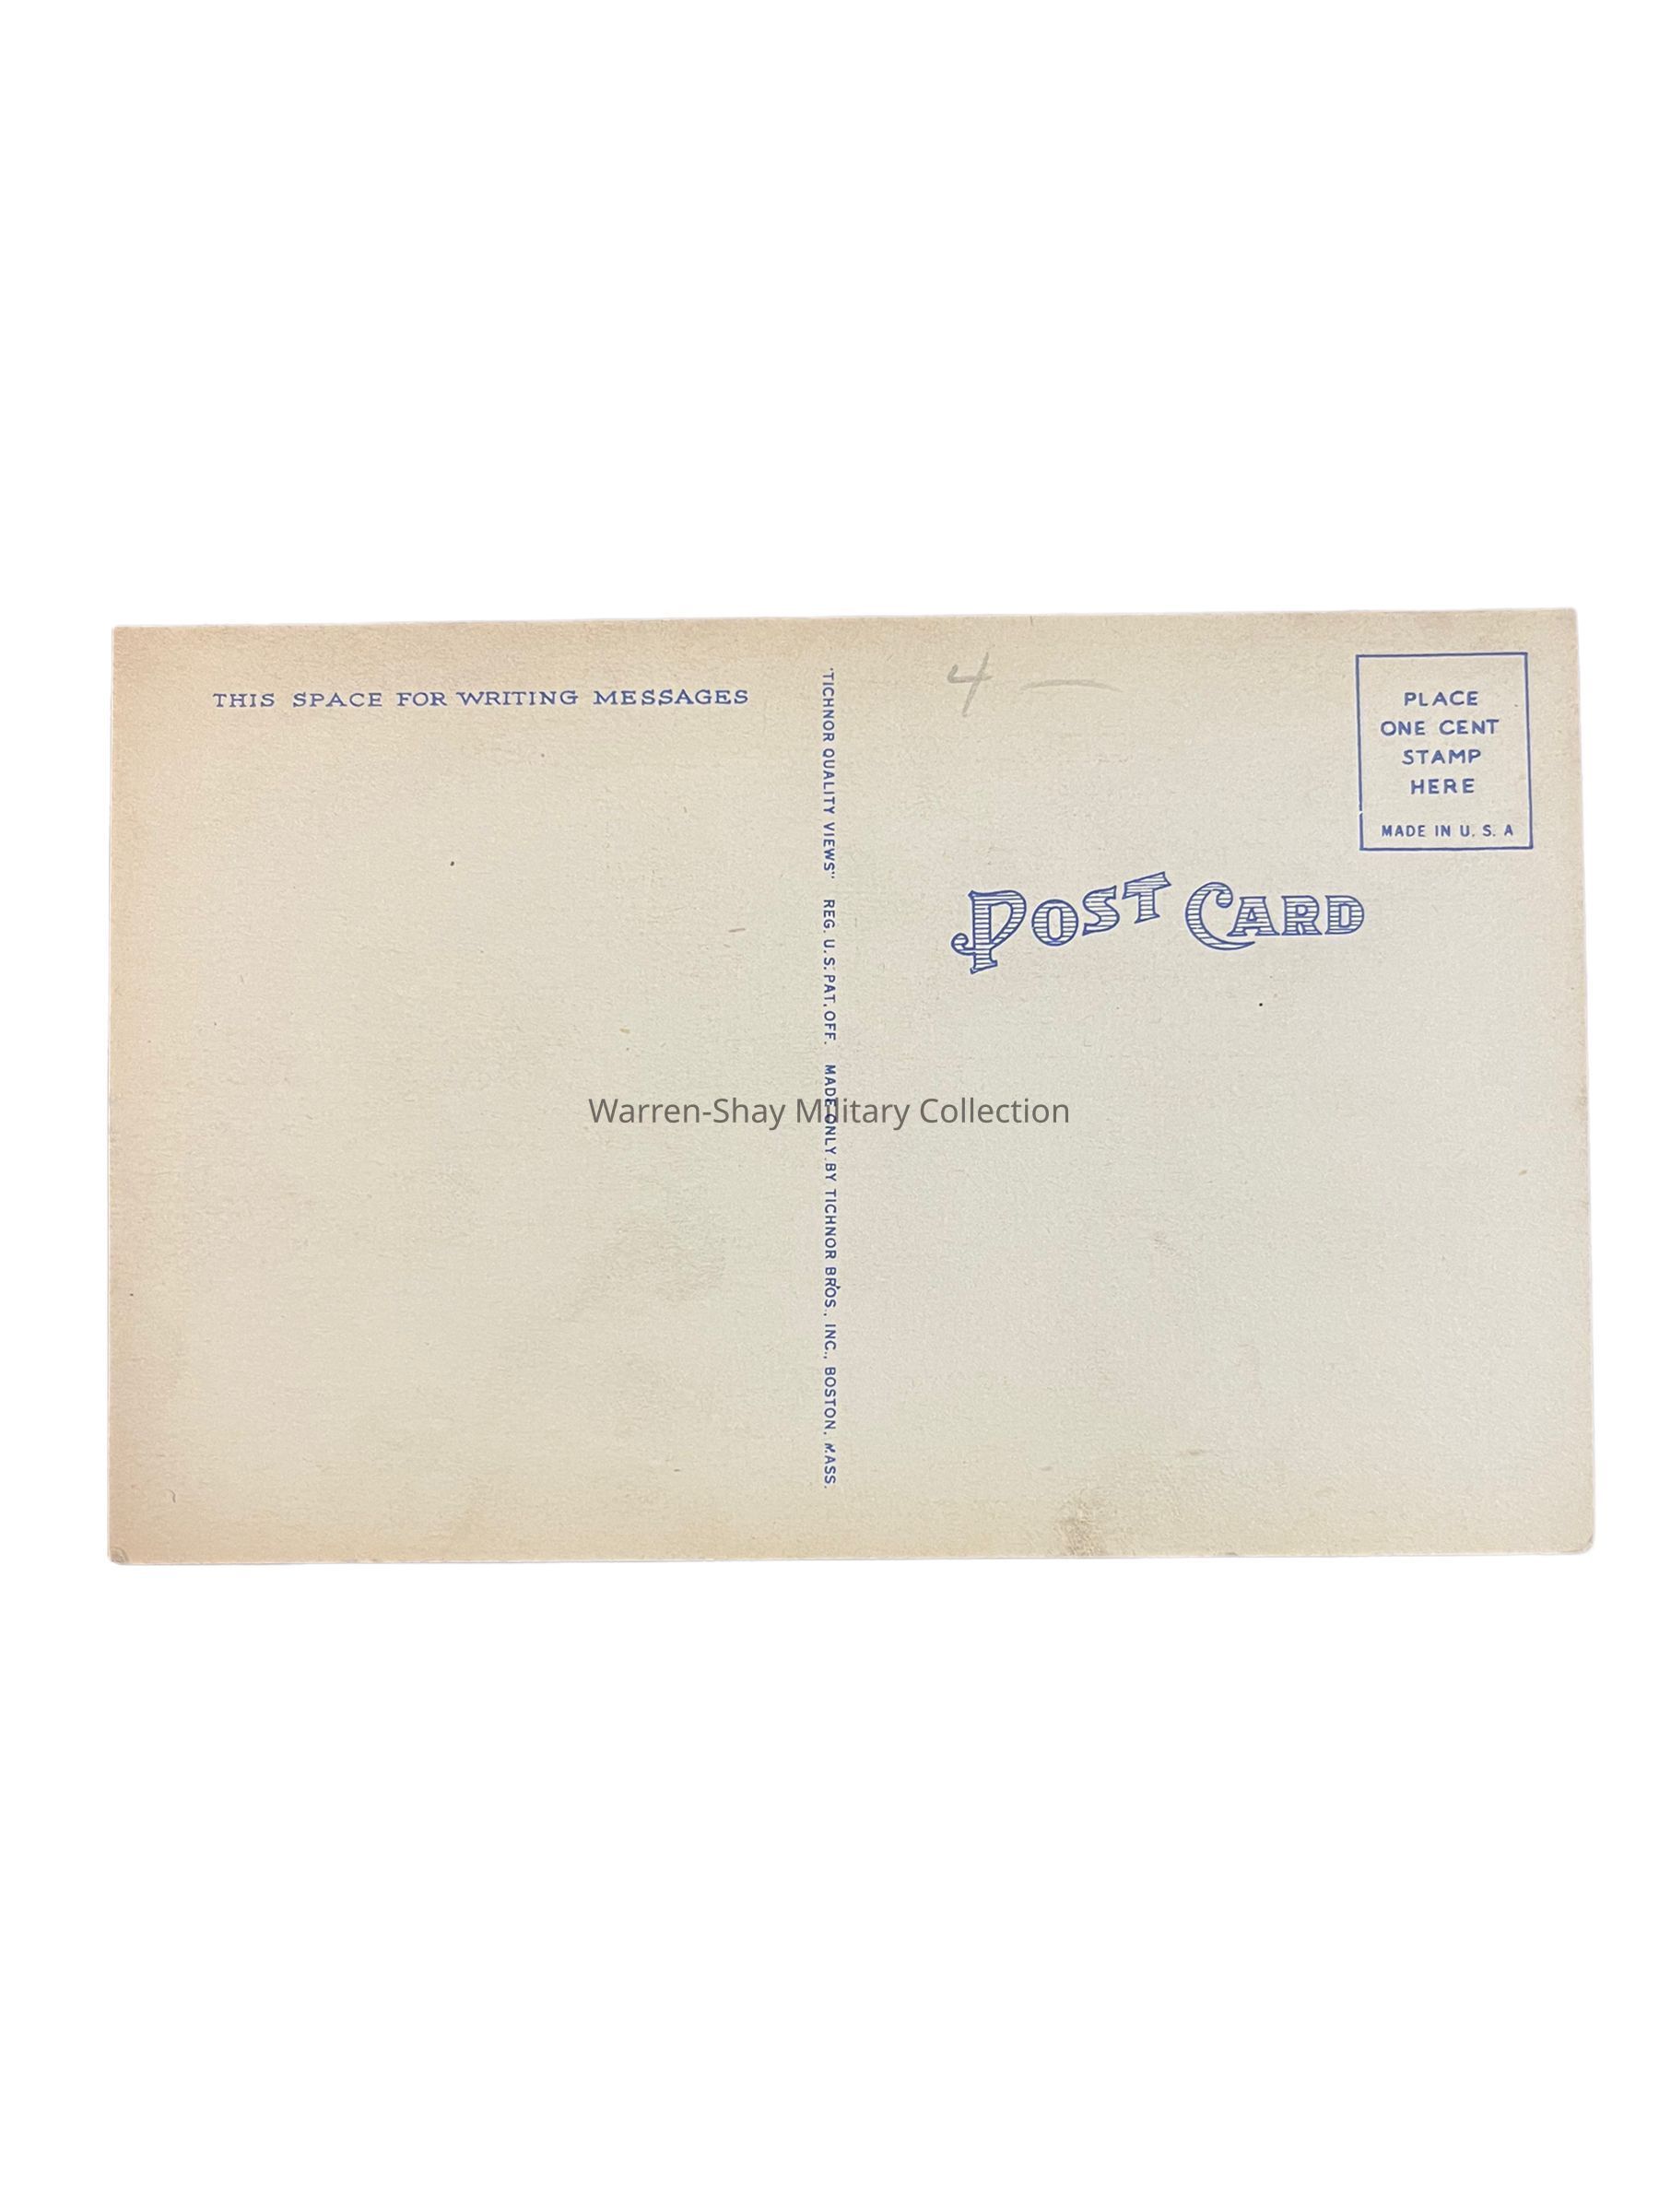 THIS SPACE FOR WRITING MESSAGES
"TICHNOR QUALITY VIEWS" REG. U.S. PAT. OFF. MADE ONLY BY TICHNOR BROS., INC., BOSTON, MASS.
4 —
PLACE
ONE CENT
STAMP
HERE
MADE IN U. S. A
POST CARD
Warren-Shay Military Collection